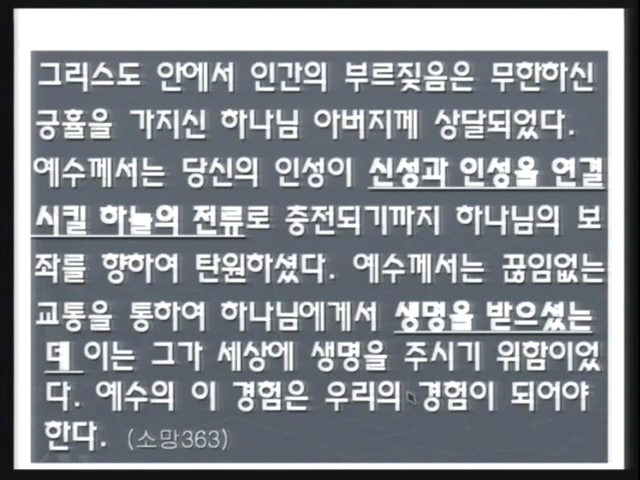 그리스도 안에서 인간의 부르짖음은 무한하신
긍휼을 가지신 하나님 아버지께 상달되었다.
예수께서는 당신의 인성이 신성과 인성을 연결
시킬 하늘의 전류로 충전되기까지 하나님의 보
좌를 향하여 탄원하셨다. 예수께서는 끊임없는
교통을 통하여 하나님에게서 생명을 받으셨는
데 이는 그가 세상에 생명을 주시기 위함이었
다. 예수의 이 경험은 우리의 경험이 되어야
한다. (소망363)